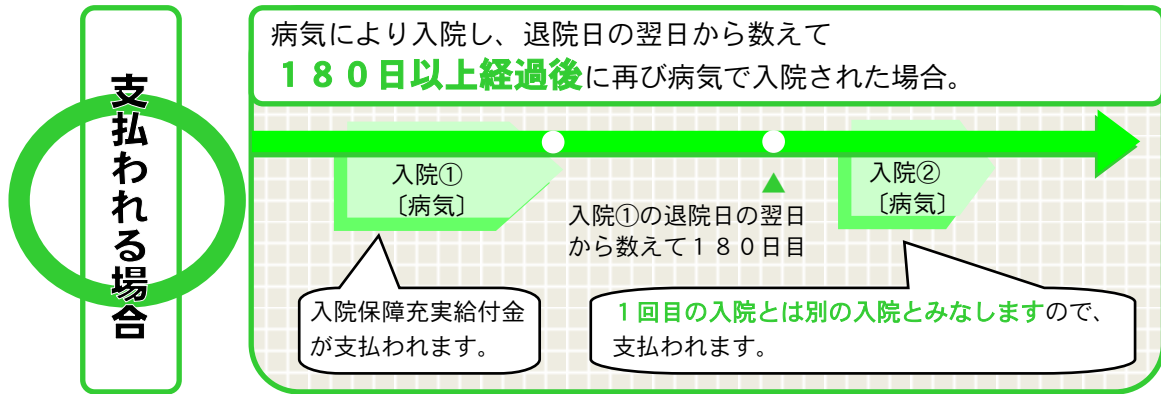 支払われる場合
病気により入院し、退院日の翌日から数えて
１８０日以上経過後に再び病気で入院された場合。
入院①
〔病気〕
入院①の退院日の翌日
から数えて１８０日目
入院②
〔病気〕
入院保障充実給付金
が支払われます。
１回目の入院とは別の入院とみなしますので、
支払われます。